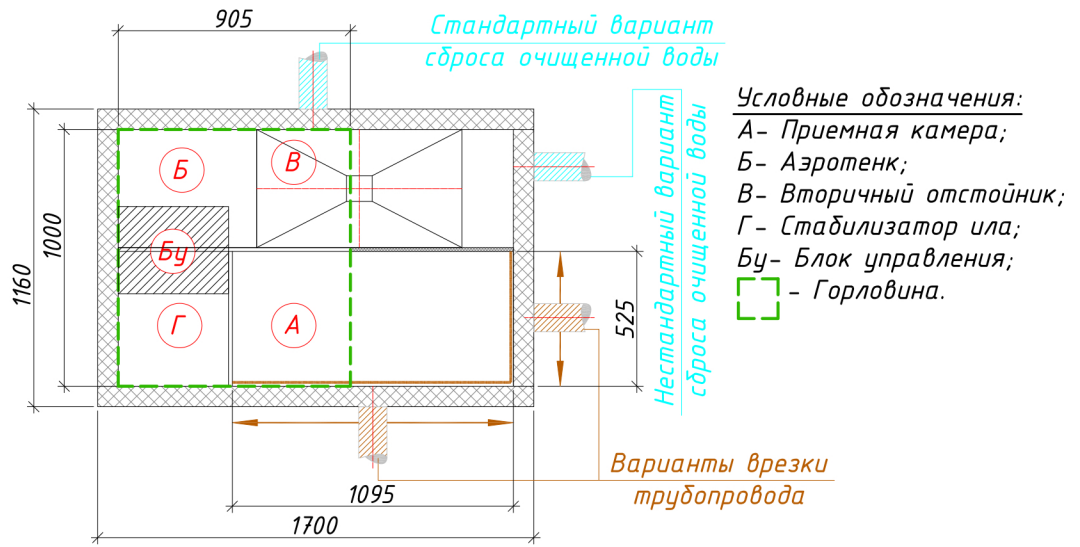 905
Стандартный вариант
сброса очищенной воды
Условные обозначения:
А- Приемная камера;
Б- Аэротенк;
В- Вторичный отстойник;
Г- Стабилизатор ила;
Бу- Блок управления;
- Горловина.
Нестандартный вариант
сброса очищенной воды
Б
В
Бу
Г
А
1000
1160
525
Варианты врезки
трубопровода
1095
1700